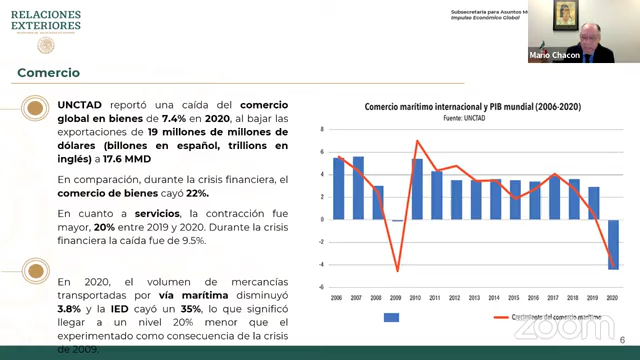 RELACIONES
EXTERIORES
Subsecretaría para Asuntos M
Impulso Económico Global
Mario Chacon
Comercio
UNCTAD reportó una caída del comercio
global en bienes de 7.4% en 2020, al bajar las
exportaciones de 19 millones de millones de
dólares (billones en español, trillions en
inglés) a 17.6 MMD
En comparación, durante la crisis financiera, el
comercio de bienes cayó 22%.
En cuanto a servicios, la contracción fue
mayor, 20% entre 2019 y 2020. Durante la crisis
financiera la caída fue de 9.5%.
En 2020, el volumen de mercancías
transportadas por vía marítima disminuyó
3.8% y la IED cayó un 35%, lo que significó
llegar a un nivel 20% menor que el
experimentado como consecuencia de la crisis
de 2009.
Comercio marítimo internacional y PIB mundial (2006-2020)
Fuente: UNCTAD
8
6
4
2
0
-2
-4
-6
2006 2007 2008 2009 2010 2011 2012 2013 2014 2015 2016 2017 2018 2019 2020
Crecimiento del comercio marítimo
zoom
6